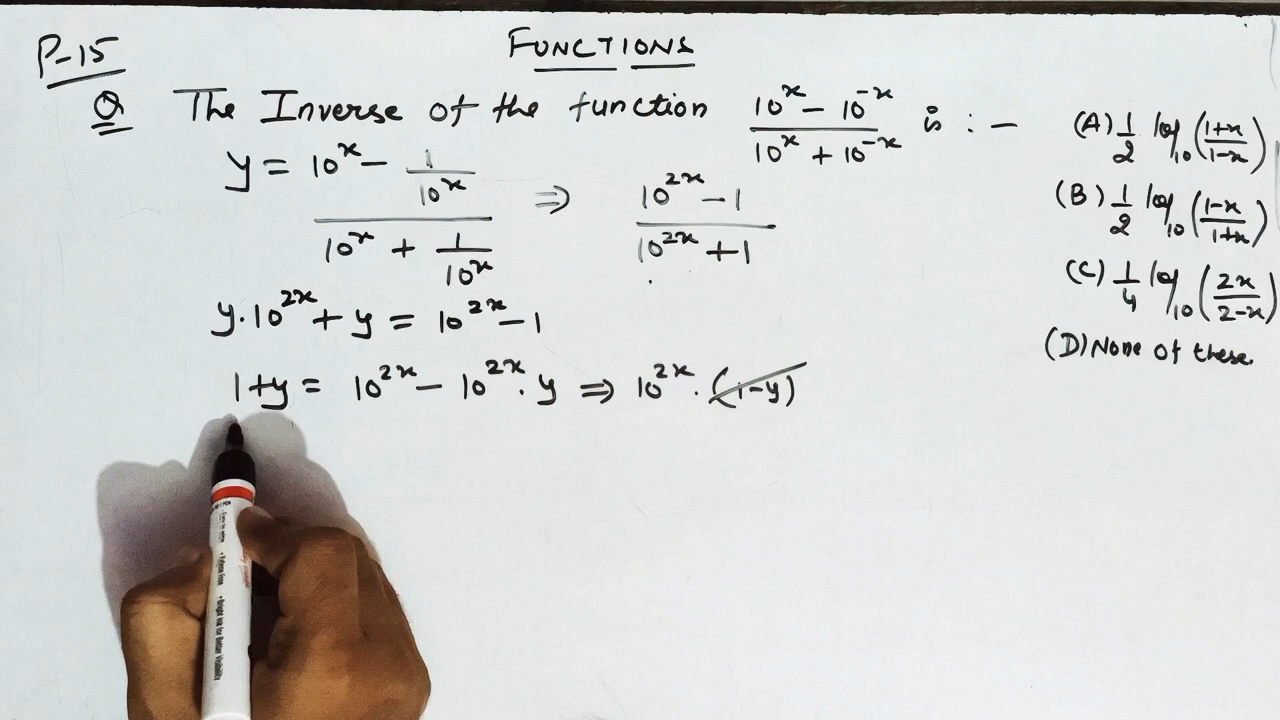 P-15
FUNCTIONS
Q The Inverse of the function (10^x - 10^-x)/(10^x + 10^-x) is :-
(A) 1/2 log₁₀(1+x/1-x)
(B) 1/2 log₁₀(1-x/1+x)
(C) 1/4 log₁₀(2x/2-x)
(D) None of these.
y = (10^x - 1/10^x)/(10^x + 1/10^x) ⇒ (10^2x - 1)/(10^2x + 1)
y.10^2x + y = 10^2x - 1
1+y = 10^2x - 10^2x . y ⇒ 10^2x . (1-y)